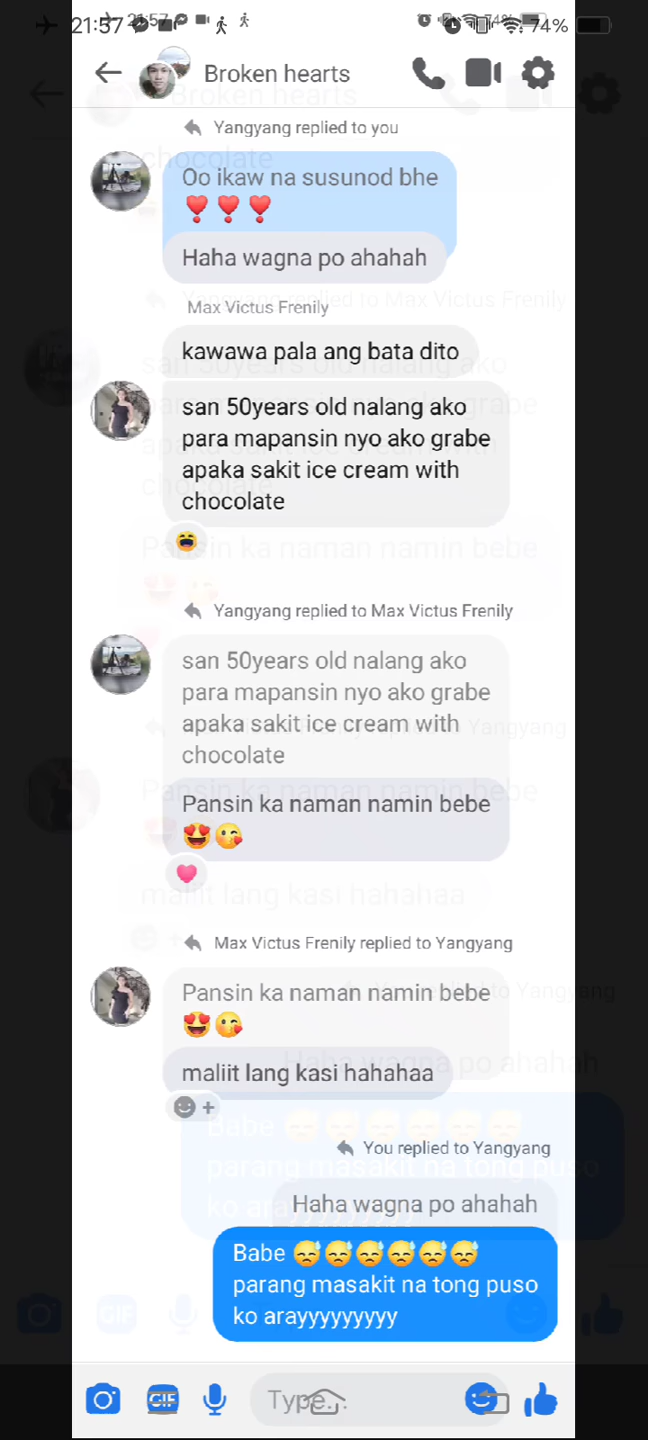 21:57
74%
Broken hearts
Yangyang replied to you
Oo ikaw na susunod bhe
Haha wagna po ahahah
Max Victus Frenily
kawawa pala ang bata dito
san 50years old nalang ako
para mapansin nyo ako grabe
apaka sakit ice cream with
chocolate
Yangyang replied to Max Victus Frenily
san 50years old nalang ako
para mapansin nyo ako grabe
apaka sakit ice cream with
chocolate
Pansin ka naman namin bebe
Max Victus Frenily replied to Yangyang
Pansin ka naman namin bebe
maliit lang kasi hahahaa
You replied to Yangyang
Haha wagna po ahahah
Babe 😓😓😓😓😓😓
parang masakit na tong puso
ko arayyyyyyyyy
GIF
Type...